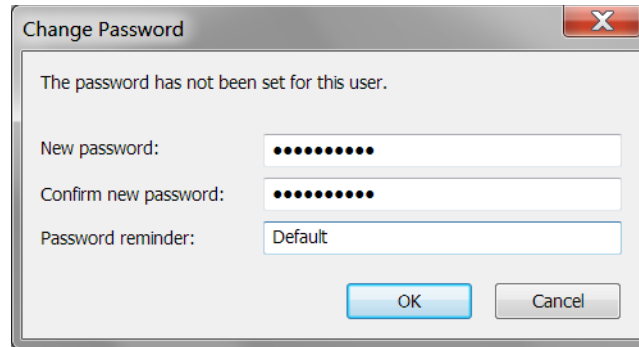 Change Password
The password has not been set for this user.
New password: ●●●●●●●●●●
Confirm new password: ●●●●●●●●●●
Password reminder: Default
OK Cancel